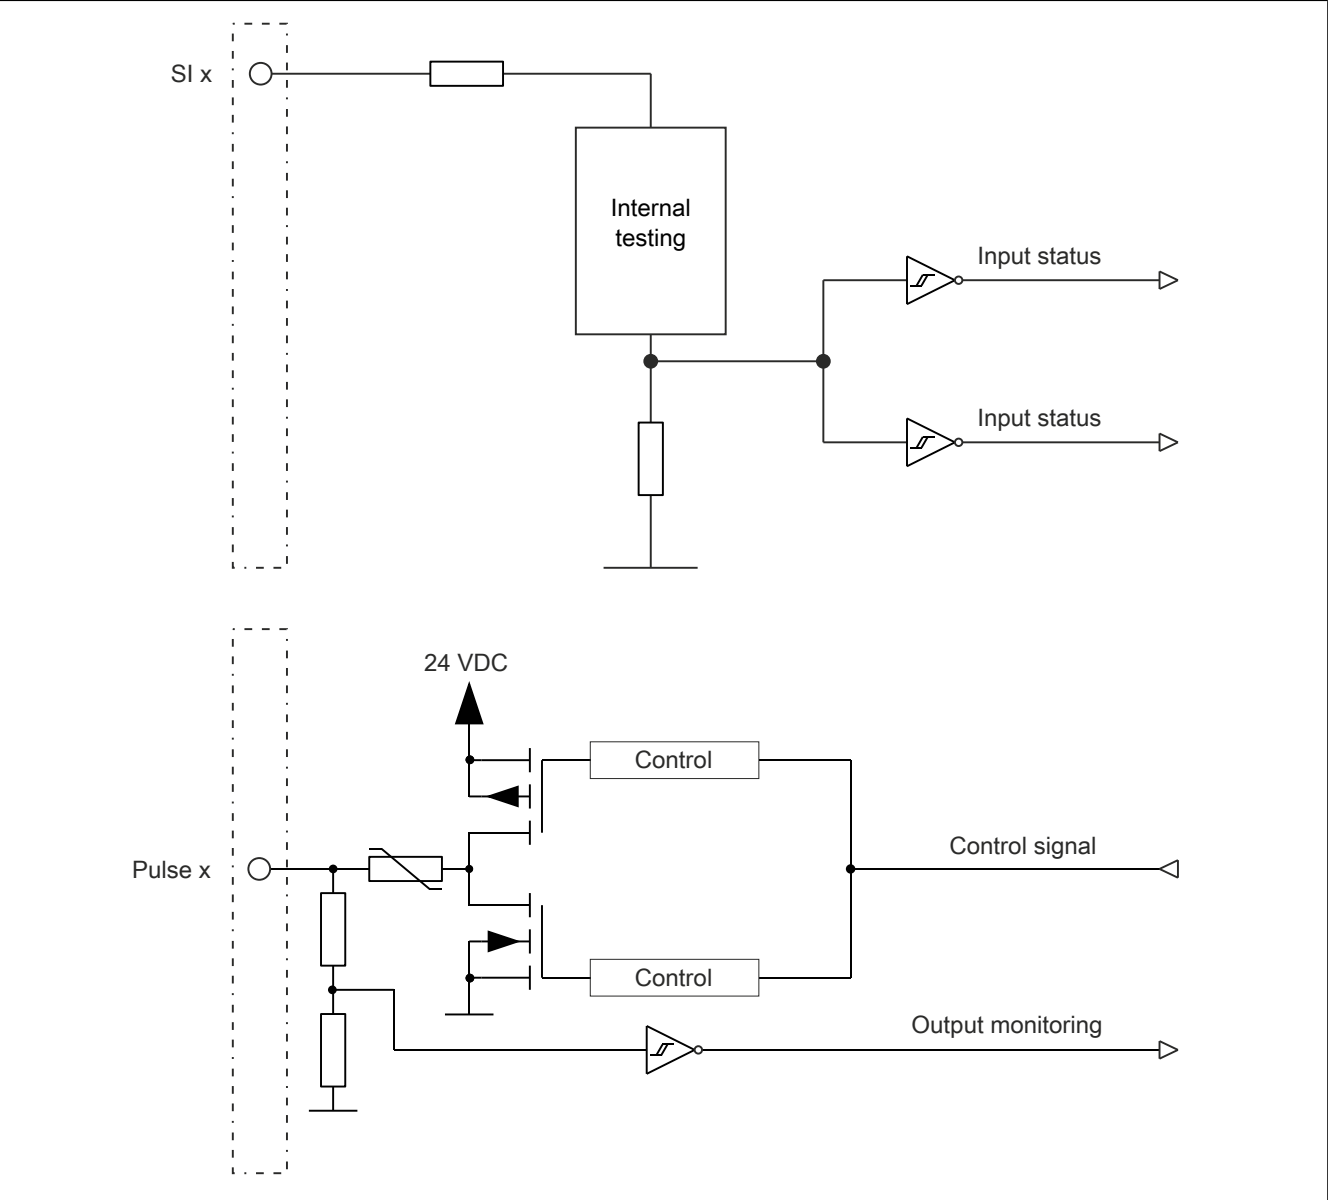 SI x
Internal
testing
Input status
Input status
24 VDC
Control
Control signal
Pulse x
Control
Output monitoring